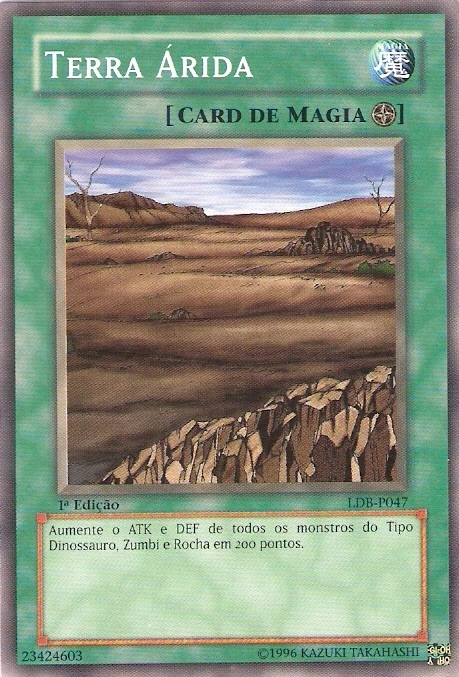 TERRA ÁRIDA
MAGIA
魔
[CARD DE MAGIA]
1ª Edição
LDB-P047
Aumente o ATK e DEF de todos os monstros do Tipo
Dinossauro, Zumbi e Rocha em 200 pontos.
23424603
©1996 KAZUKI TAKAHASHI